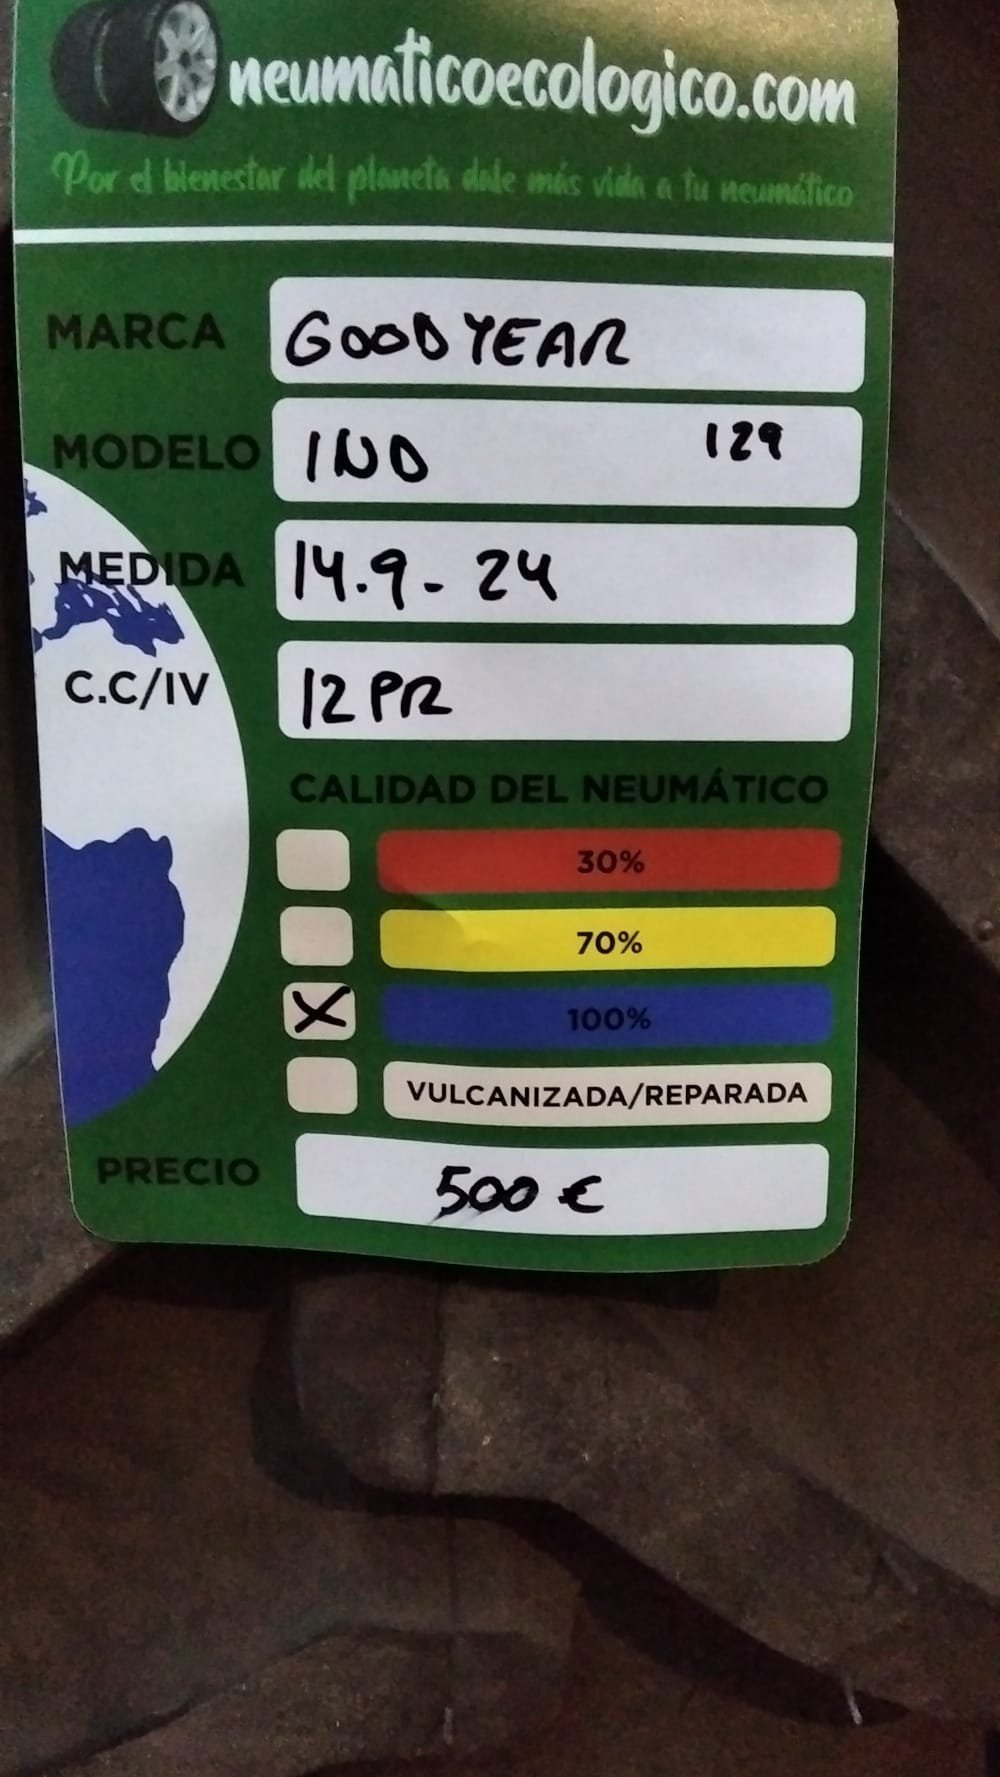 neumaticoecologico.com
Por el bienestar del planeta dale más vida a tu neumático
MARCA GOODYEAR
MODELO IND 129
MEDIDA 14.9-24
C.C/IV 12PR
CALIDAD DEL NEUMÁTICO
30%
70%
X 100%
VULCANIZADA/REPARADA
PRECIO 500 €